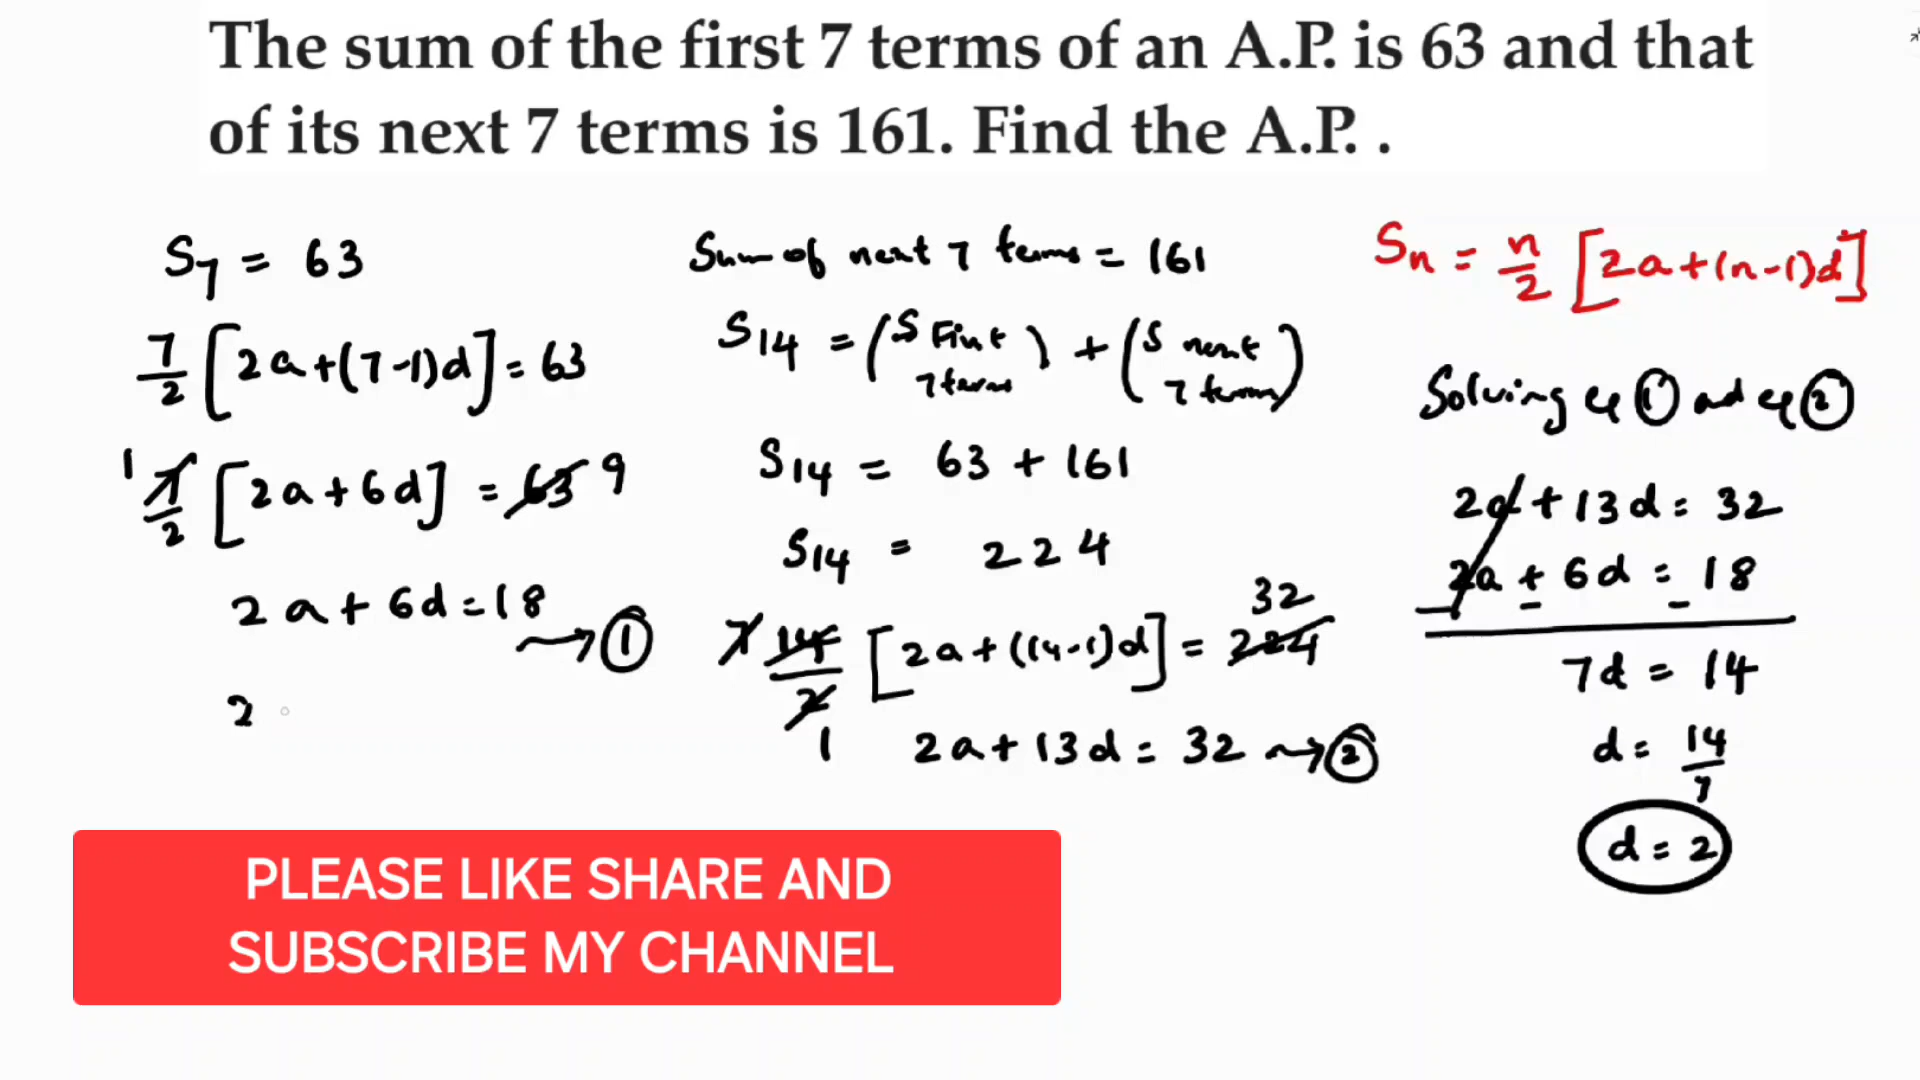 The sum of the first 7 terms of an A.P. is 63 and that
of its next 7 terms is 161. Find the A.P. .
S₇ = 63
7/2 [2a+(7-1)d] = 63
1 7/2 [2a+6d] = 63 9
2a+6d=18
→ ①
2
Sum of next 7 terms = 161
S₁₄ = (S First 7 terms) + (S next 7 terms)
S₁₄ = 63 + 161
S₁₄ = 224
32
7 14/2 [2a+(14-1)d] = 224
1
2a+13d = 32 → ②
Sₙ = n/2 [2a+(n-1)d]
Solving eq ① and eq ②
2a+13d = 32
2a + 6d = 18
- - -
7d = 14
d = 14/7
d = 2
PLEASE LIKE SHARE AND
SUBSCRIBE MY CHANNEL